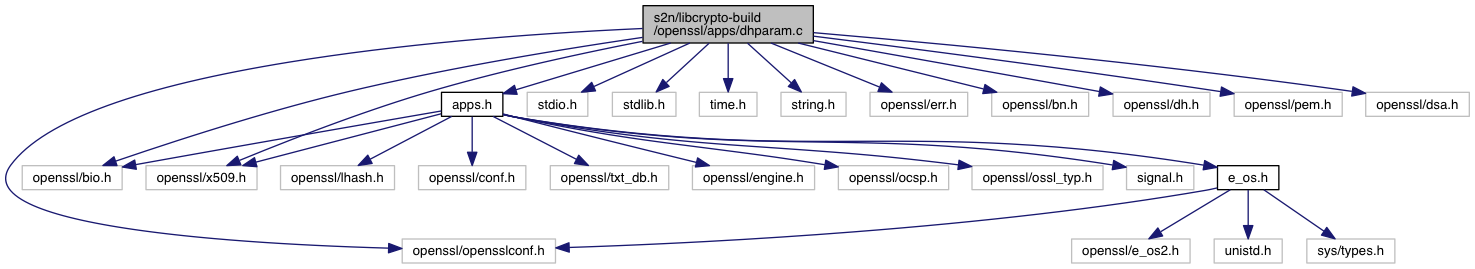 s2n/libcrypto-build
/openssl/apps/dhparam.c
apps.h
stdio.h
stdlib.h
time.h
string.h
openssl/err.h
openssl/bn.h
openssl/dh.h
openssl/pem.h
openssl/dsa.h
openssl/bio.h
openssl/x509.h
openssl/lhash.h
openssl/conf.h
openssl/txt_db.h
openssl/engine.h
openssl/ocsp.h
openssl/ossl_typ.h
signal.h
e_os.h
openssl/opensslconf.h
openssl/e_os2.h
unistd.h
sys/types.h